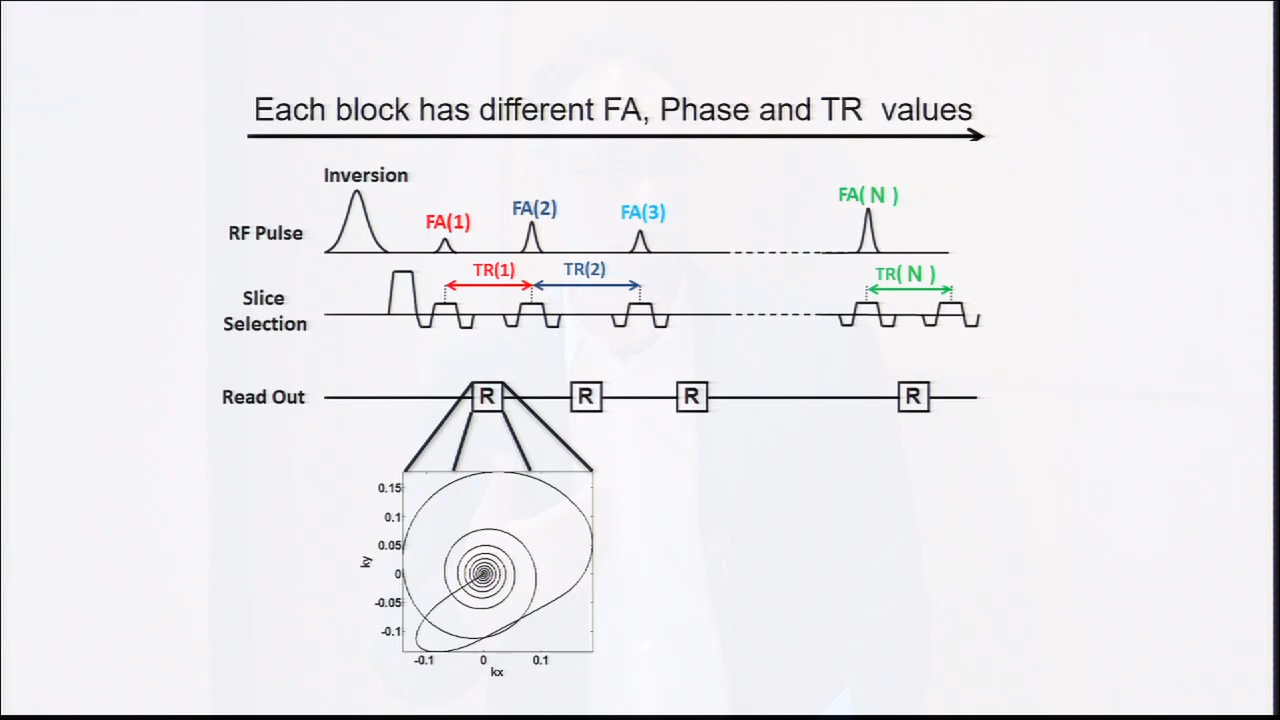 Each block has different FA, Phase and TR values
Inversion
FA(1)
FA(2)
FA(3)
FA( N )
RF Pulse
TR(1)
TR(2)
TR( N )
Slice
Selection
Read Out
R
R
R
R
0.15
0.1
0.05
0
-0.05
-0.1
ky
-0.1
0
0.1
kx